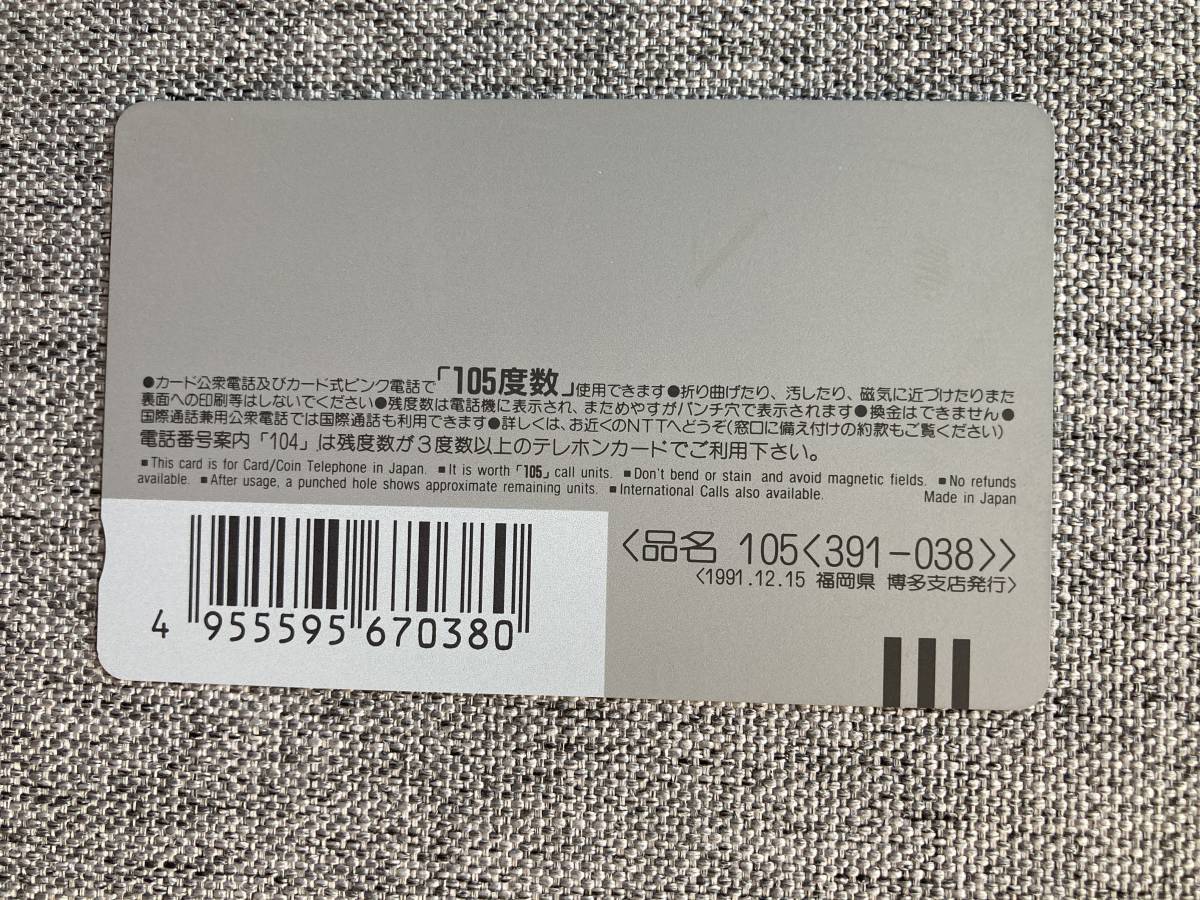 ●カード公衆電話及びカード式ピンク電話で「105度数」使用できます●折り曲げたり、汚したり、磁気に近づけたりまた
裏面への印刷等はしないでください●残度数は電話機に表示され、まためやすがパンチ穴で表示されます●換金はできません●
国際通話兼用公衆電話では国際通話も利用できます●詳しくは、お近くのNTTへどうぞ(窓口に備え付けの約款もご覧ください)
電話番号案内「104」は残度数が3度数以上のテレホンカードでご利用下さい。
■This card is for Card/Coin Telephone in Japan. ■It is worth「105」call units. ■Don't bend or stain and avoid magnetic fields. ■No refunds
available. ■After usage, a punched hole shows approximate remaining units. ■International Calls also available. Made in Japan
<品名 105<391-038>>
<1991.12.15 福岡県 博多支店発行>
4 955595 670380